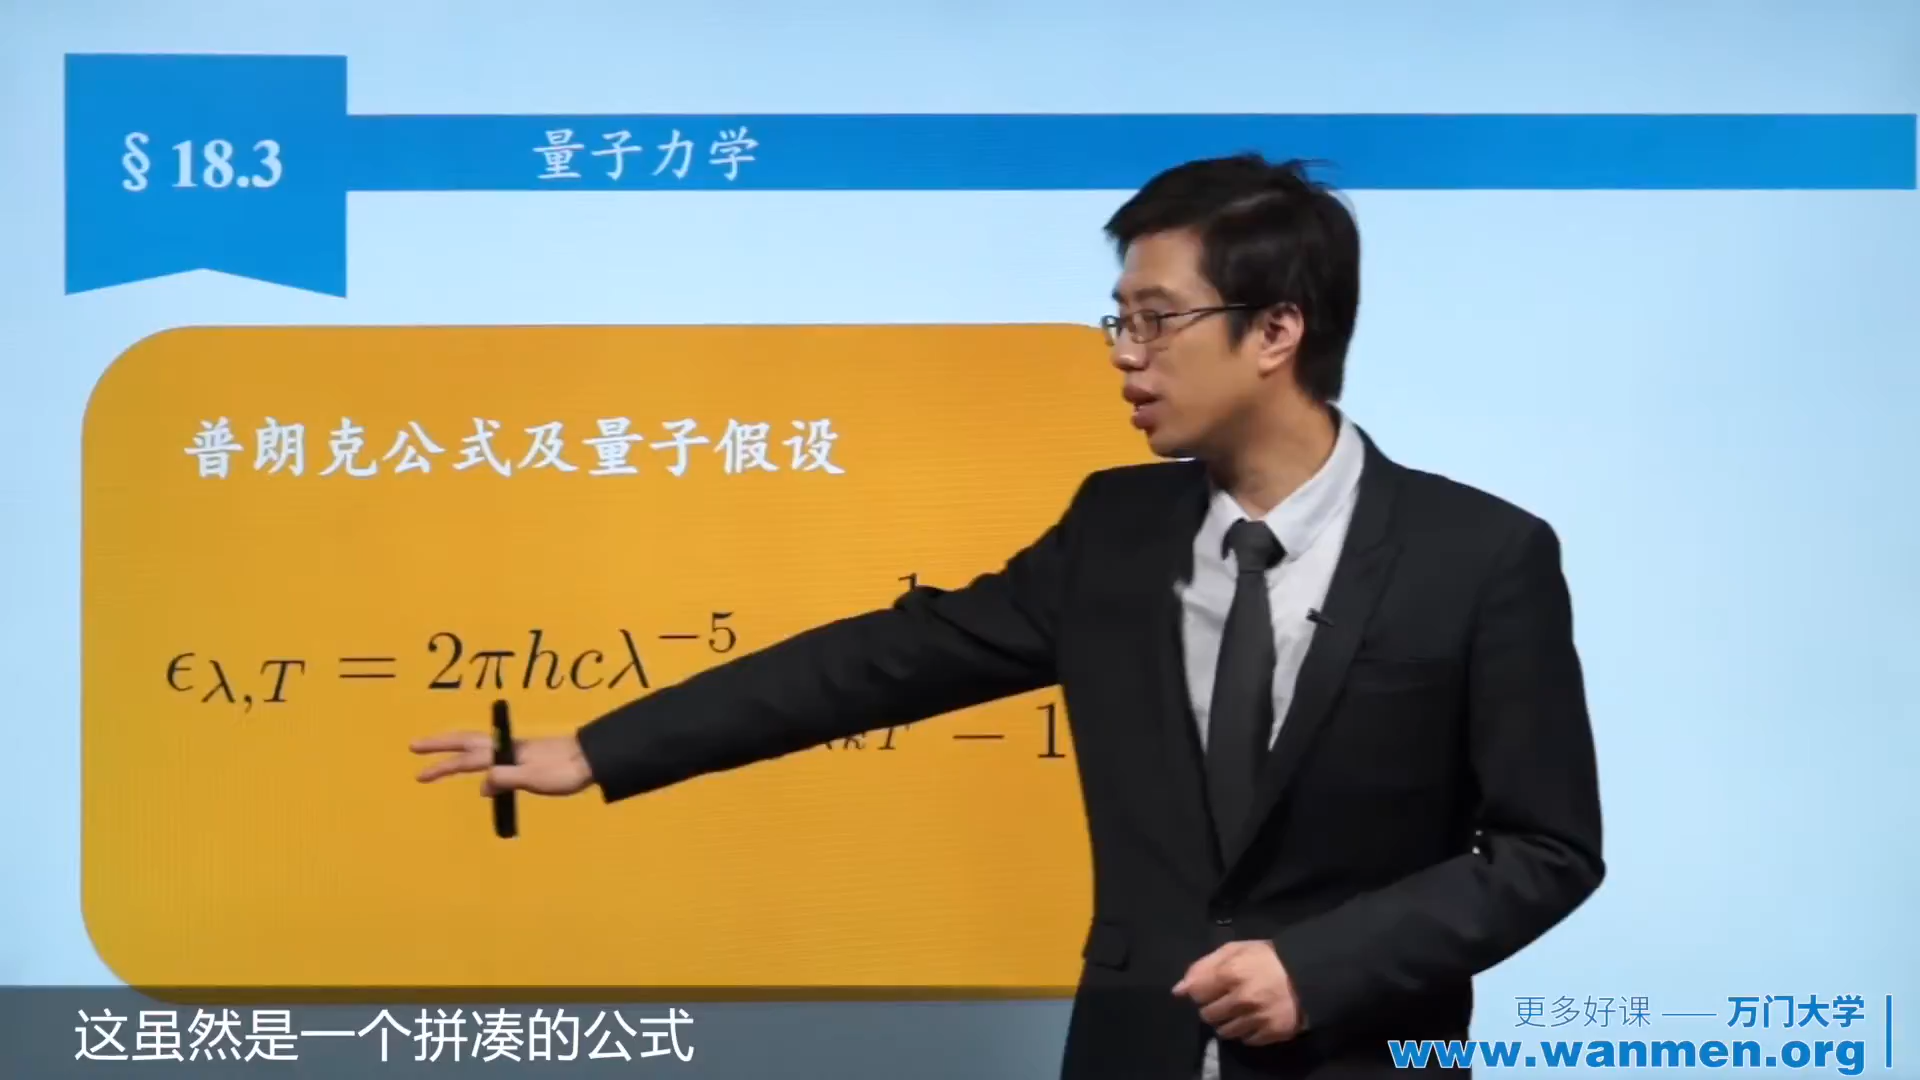 § 18.3
量子力学
普朗克公式及量子假设
ϵλ,T = 2πhcλ⁻⁵
T − 1
这虽然是一个拼凑的公式
更多好课 —— 万门大学
www.wanmen.org